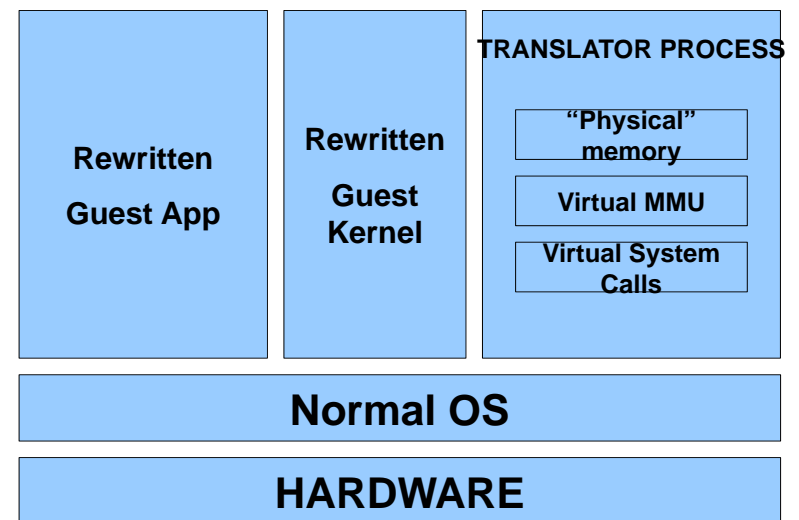 Rewritten
Guest App
Rewritten
Guest
Kernel
TRANSLATOR PROCESS
“Physical”
memory
Virtual MMU
Virtual System
Calls
Normal OS
HARDWARE